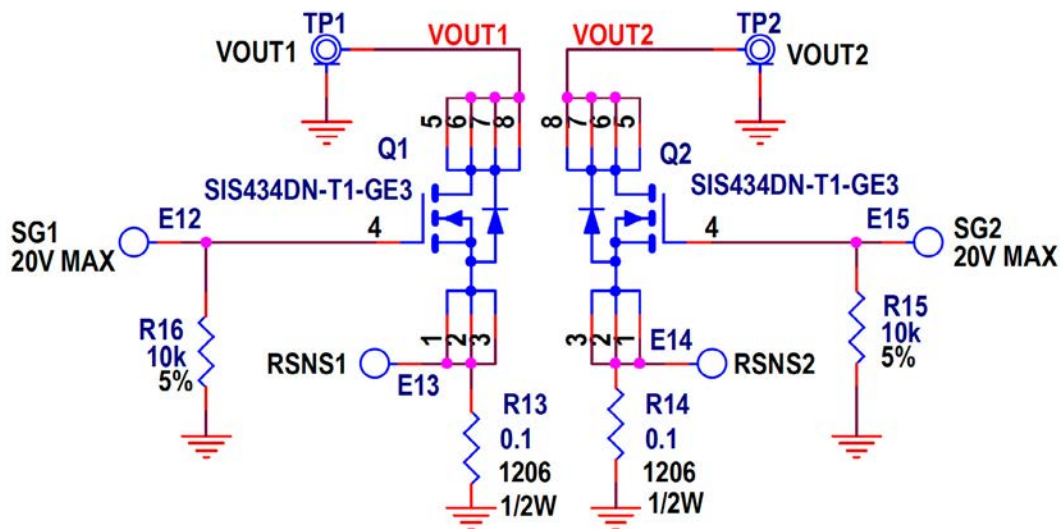 TP1
VOUT1
VOUT1
VOUT2
TP2
VOUT2
5
6
7
8
8
7
6
5
Q1
Q2
SIS434DN-T1-GE3
SIS434DN-T1-GE3
SG1
20V MAX
E12
4
4
E15
SG2
20V MAX
R16
10k
5%
1
2
3
3
2
1
R15
10k
5%
RSNS1
E13
E14
RSNS2
R13
0.1
1206
1/2W
R14
0.1
1206
1/2W